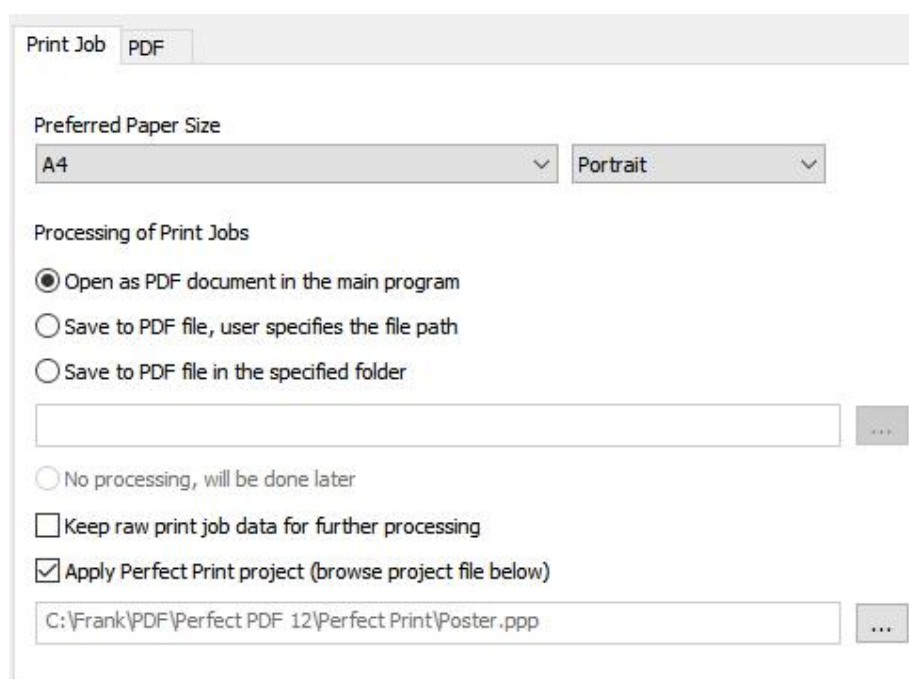 Print Job PDF
Preferred Paper Size
A4 Portrait
Processing of Print Jobs
Open as PDF document in the main program
Save to PDF file, user specifies the file path
Save to PDF file in the specified folder
...
No processing, will be done later
Keep raw print job data for further processing
Apply Perfect Print project (browse project file below)
C:\Frank\PDF\Perfect PDF 12\Perfect Print\Poster.ppp ...